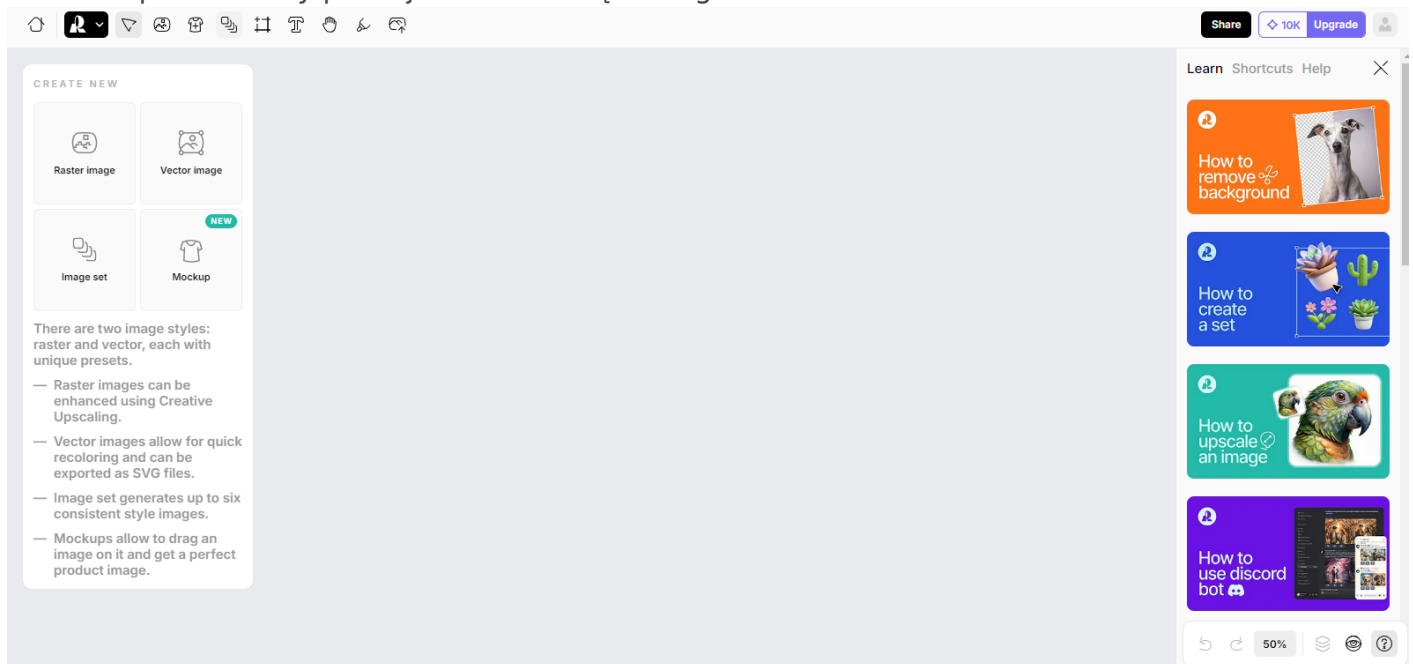 Share
10K Upgrade
CREATE NEW
Raster image
Vector image
NEW
Image set
Mockup
There are two image styles:
raster and vector, each with
unique presets.
— Raster images can be
enhanced using Creative
Upscaling.
— Vector images allow for quick
recoloring and can be
exported as SVG files.
— Image set generates up to six
consistent style images.
— Mockups allow to drag an
image on it and get a perfect
product image.
Learn Shortcuts Help
How to
remove
background
How to
create
a set
How to
upscale
an image
How to
use discord
bot
50%